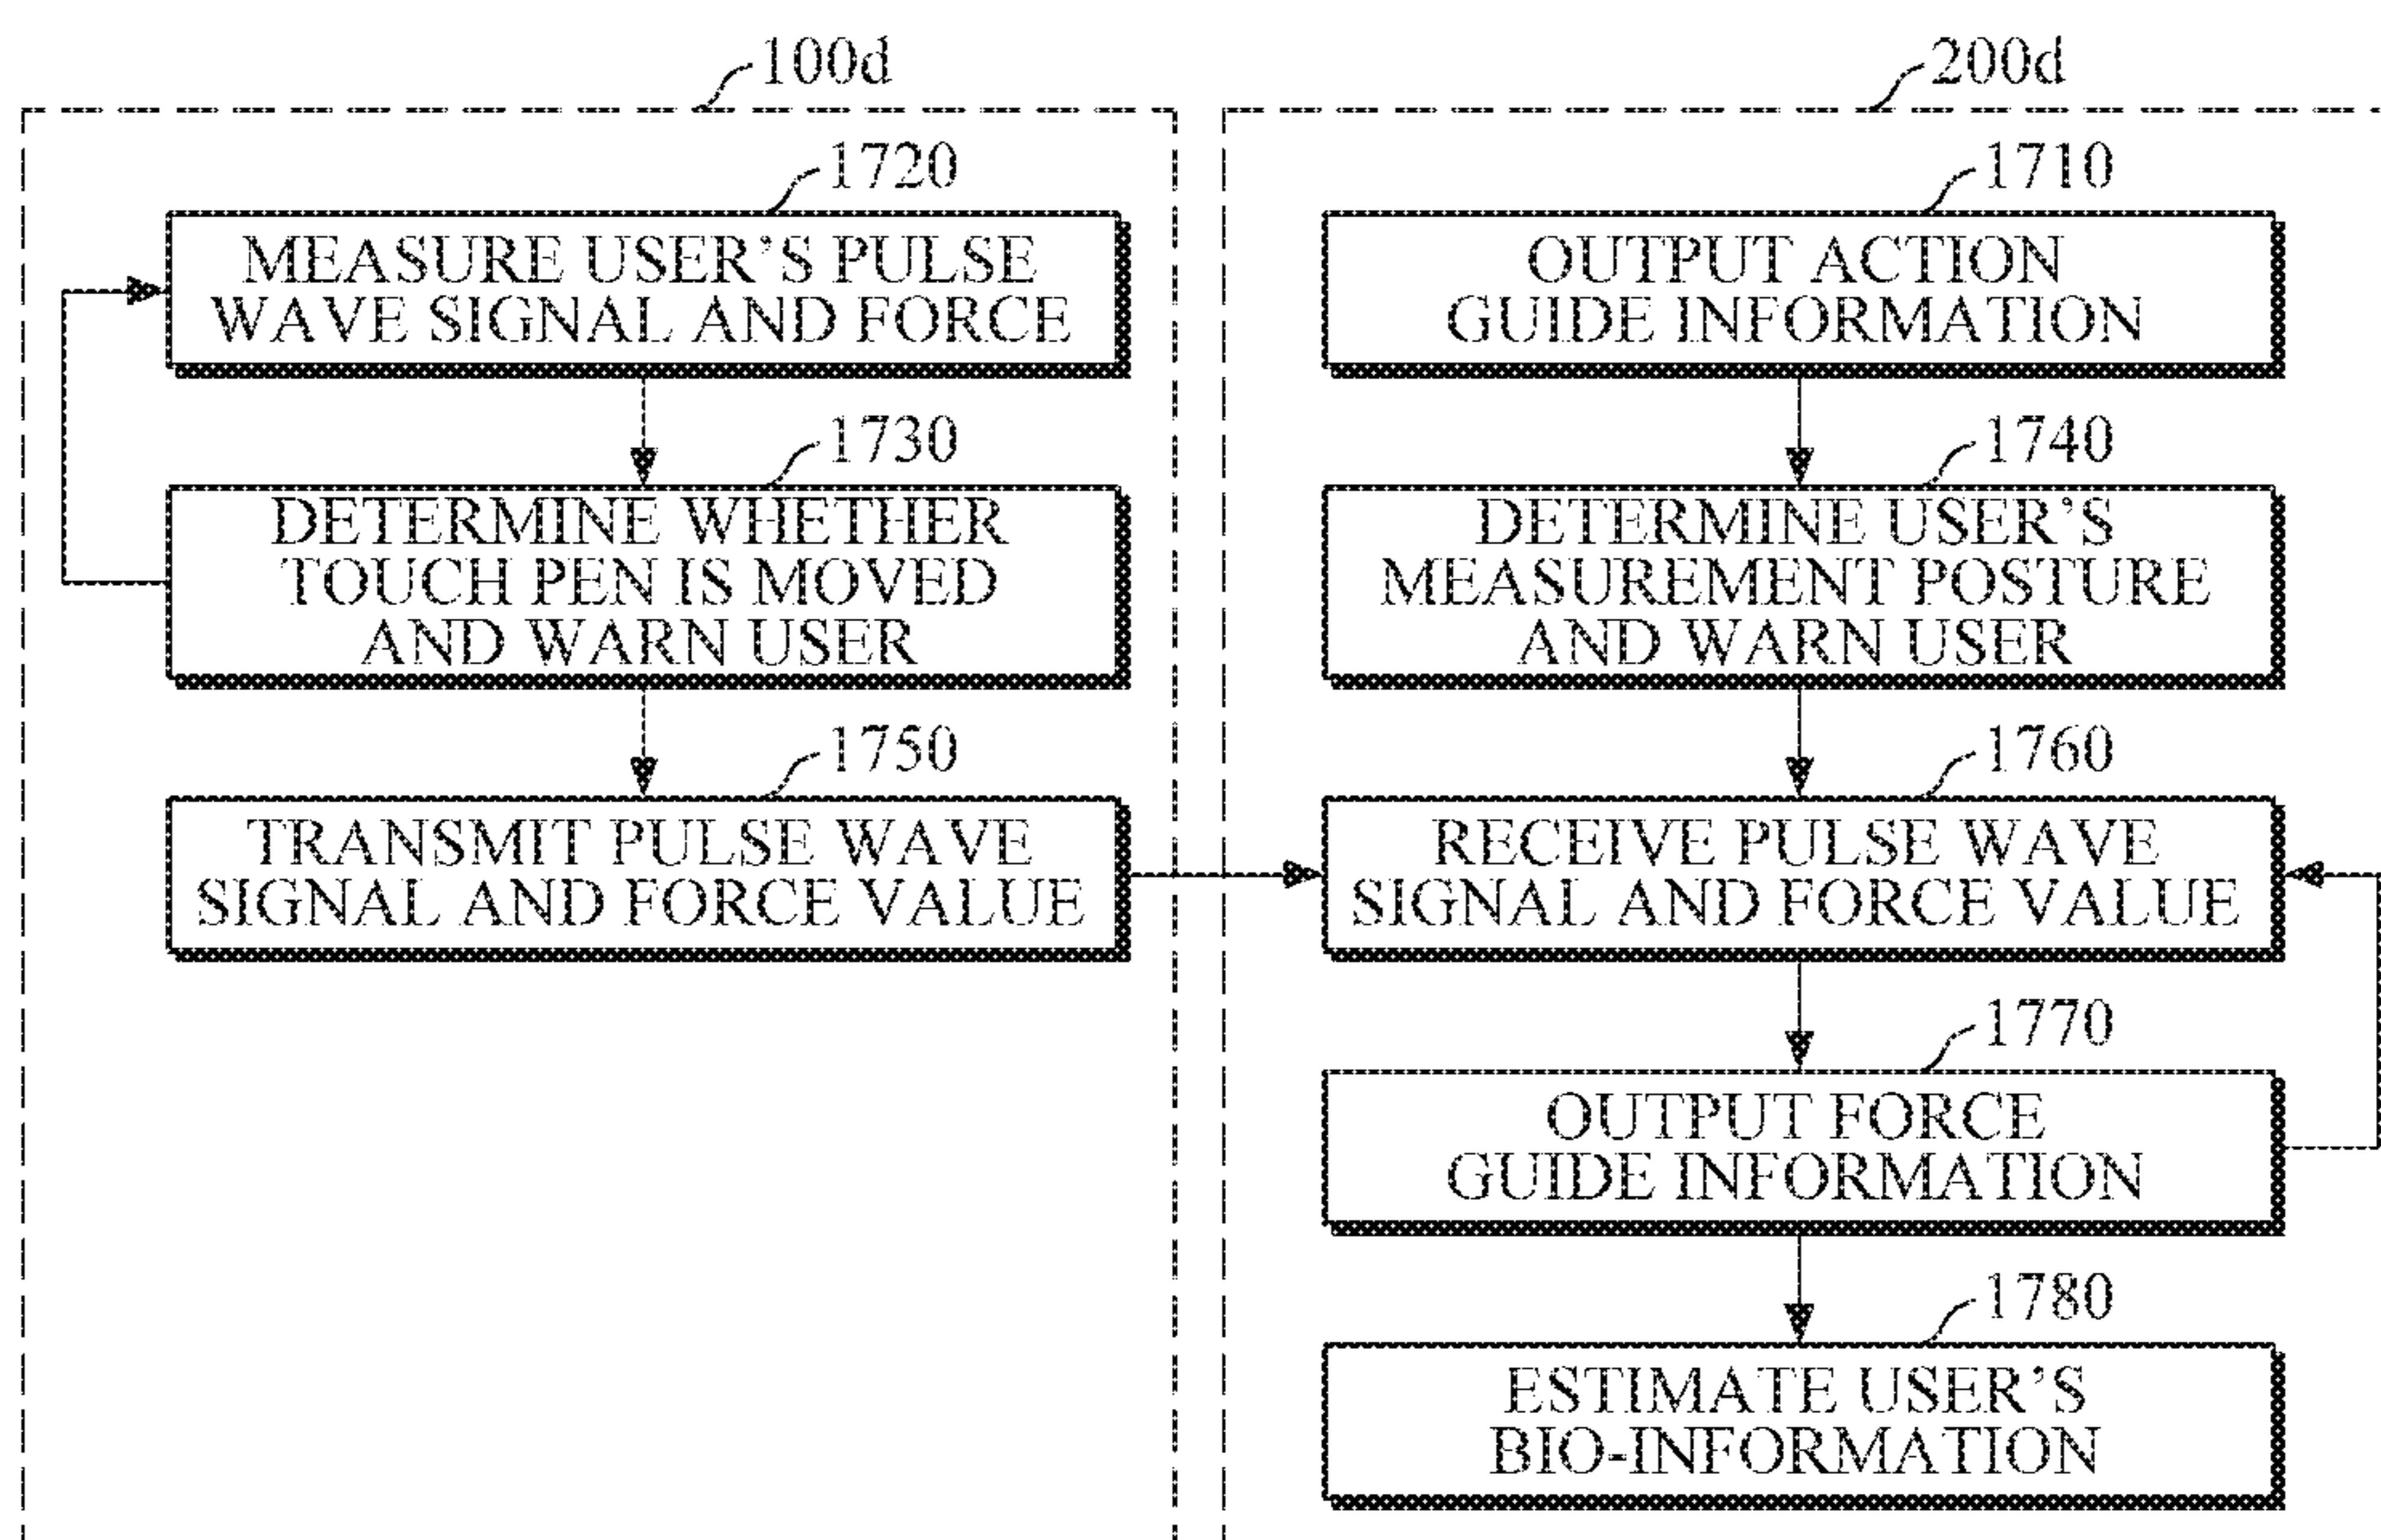 100d
1720
MEASURE USER'S PULSE
WAVE SIGNAL AND FORCE
1730
DETERMINE WHETHER
TOUCH PEN IS MOVED
AND WARN USER
1750
TRANSMIT PULSE WAVE
SIGNAL AND FORCE VALUE
200d
1710
OUTPUT ACTION
GUIDE INFORMATION
1740
DETERMINE USER'S
MEASUREMENT POSTURE
AND WARN USER
1760
RECEIVE PULSE WAVE
SIGNAL AND FORCE VALUE
1770
OUTPUT FORCE
GUIDE INFORMATION
1780
ESTIMATE USER'S
BIO-INFORMATION